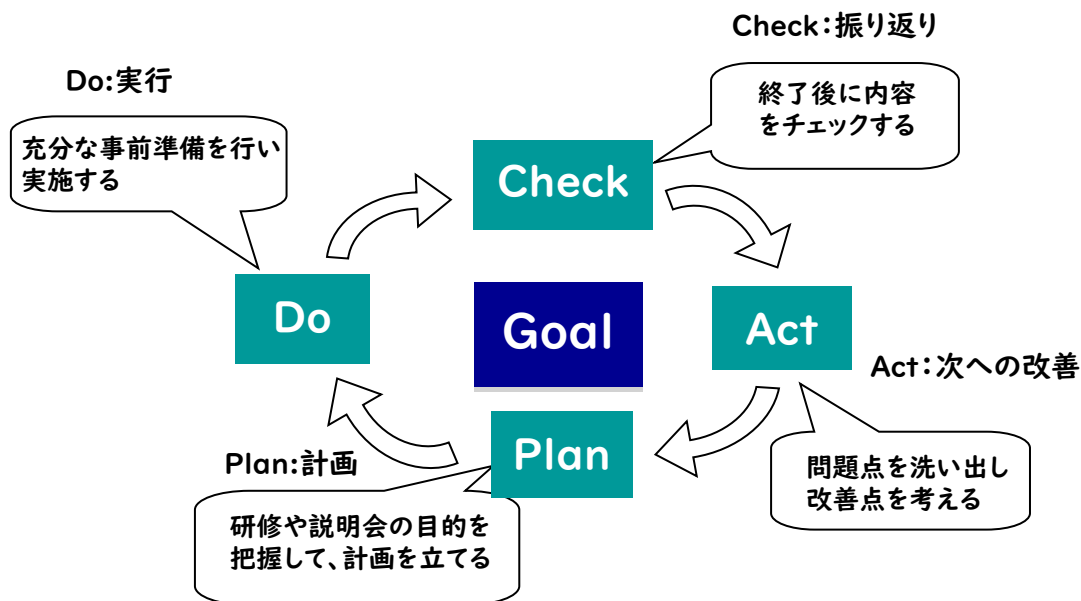 Check：振り返り
終了後に内容
をチェックする
Do:実行
充分な事前準備を行い
実施する
Check
Do
Goal
Act
Act：次への改善
問題点を洗い出し
改善点を考える
Plan
Plan:計画
研修や説明会の目的を
把握して、計画を立てる